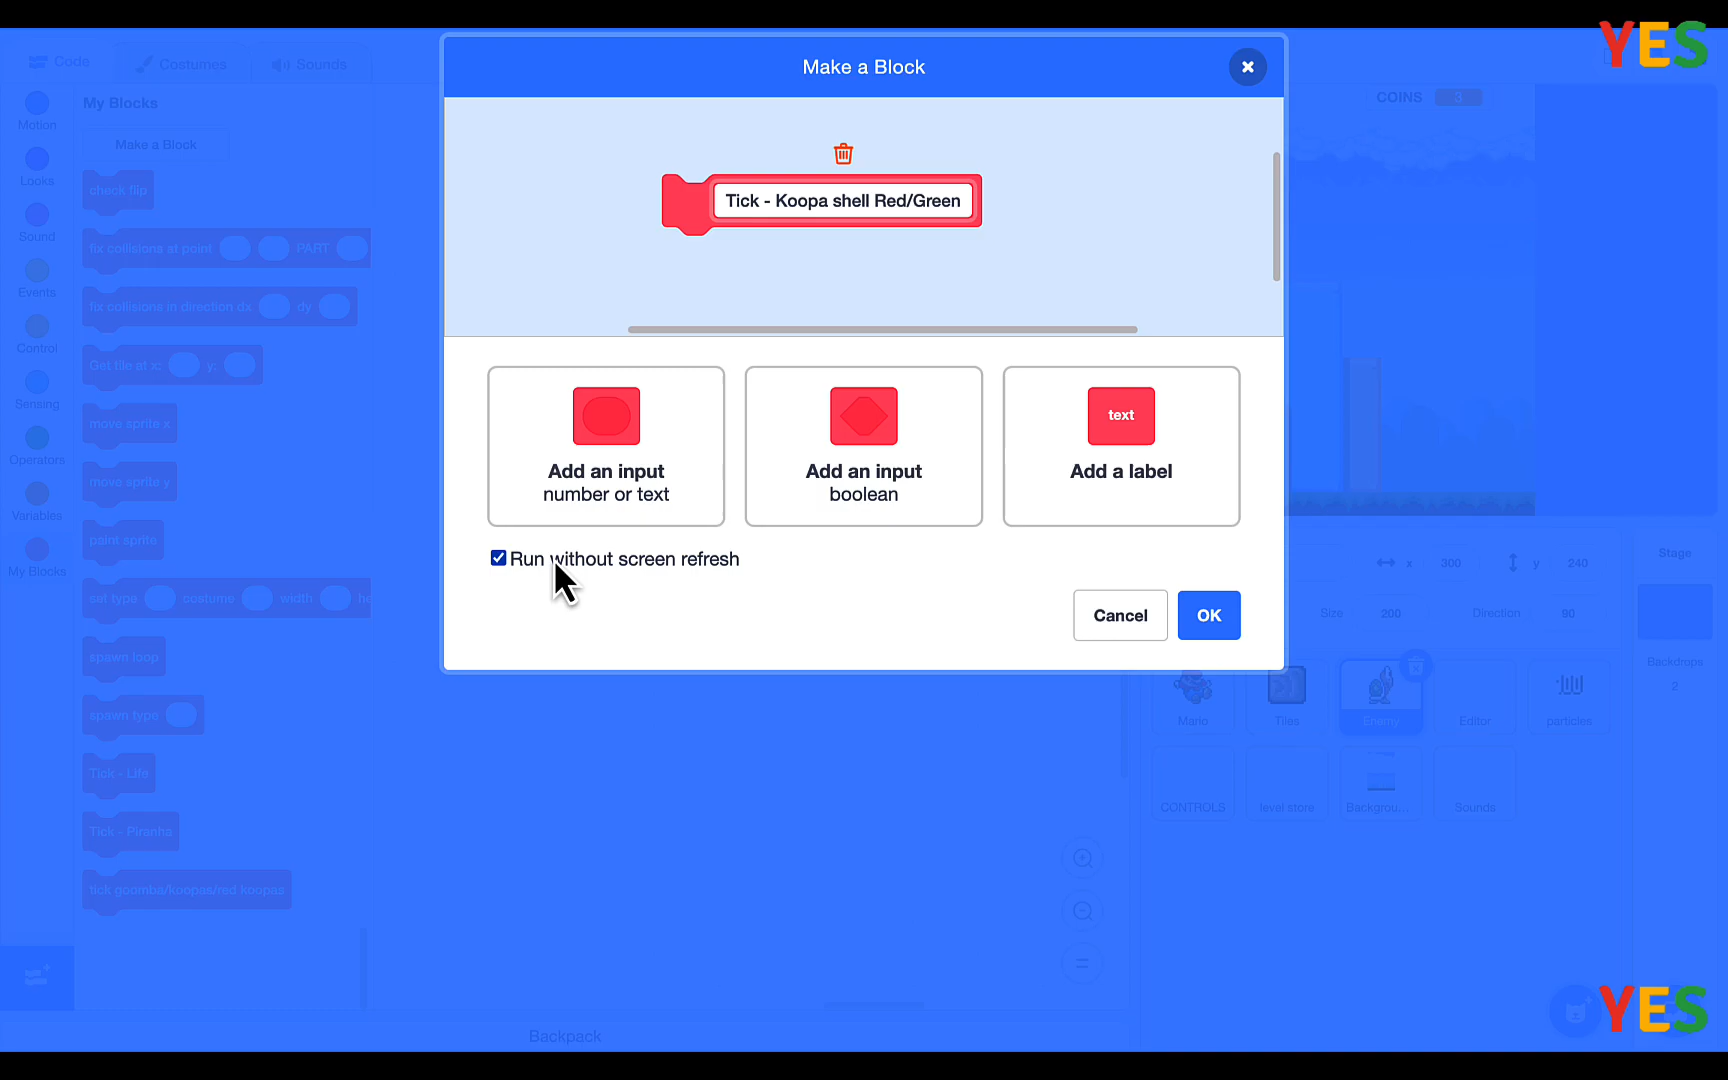 YES
Code
Costumes
Sounds
Make a Block
COINS 3
Motion
Looks
Sound
Events
Control
Sensing
Operators
Variables
My Blocks
My Blocks
Make a Block
check flip
fix collisions at point PART
fix collisions in direction dx dy
Get tile at x: y:
move sprite x
move sprite y
paint sprite
set type costume width he
spawn loop
spawn type
Tick - Life
Tick - Piranha
tick goomba/koopas/red koopas
Tick - Koopa shell Red/Green
Add an input
number or text
Add an input
boolean
text
Add a label
Run without screen refresh
Cancel
OK
x 300 y 240
Size 200 Direction 90
Stage
Backdrops
2
Mario
Tiles
Enemy
Editor
particles
CONTROLS
level store
Backgrou...
Sounds
Backpack
YES